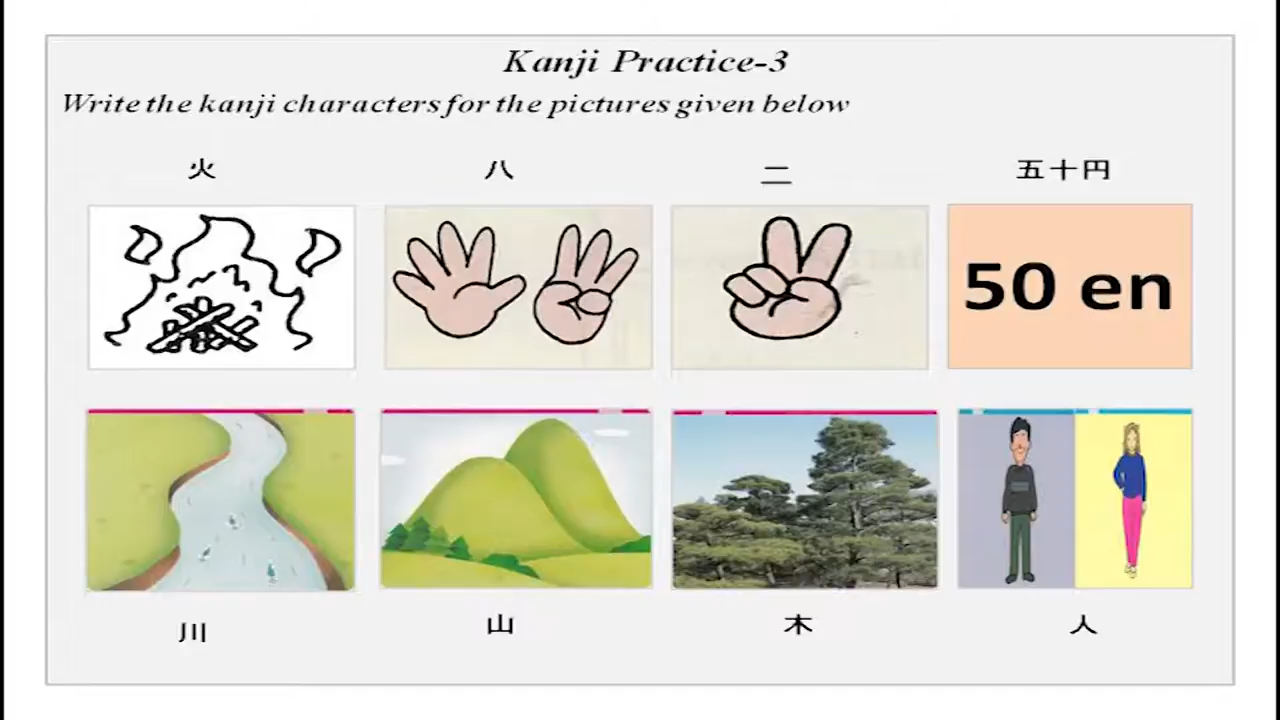 Kanji Practice-3
Write the kanji characters for the pictures given below
火 八 二 五十円
50 en
川 山 木 人